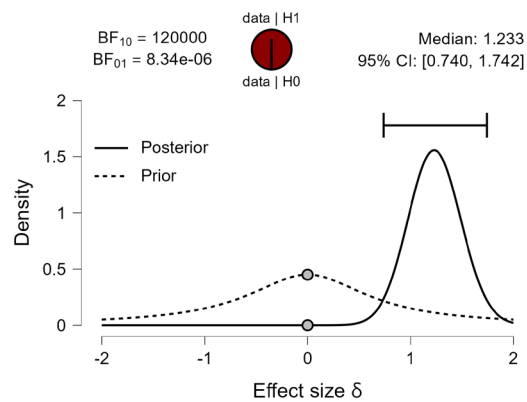 data | H1
BF₁₀ = 120000
BF₀₁ = 8.34e-06
data | H0
Median: 1.233
95% CI: [0.740, 1.742]
2
1.5
1
0.5
0
Density
Posterior
Prior
-2 -1 0 1 2
Effect size δ